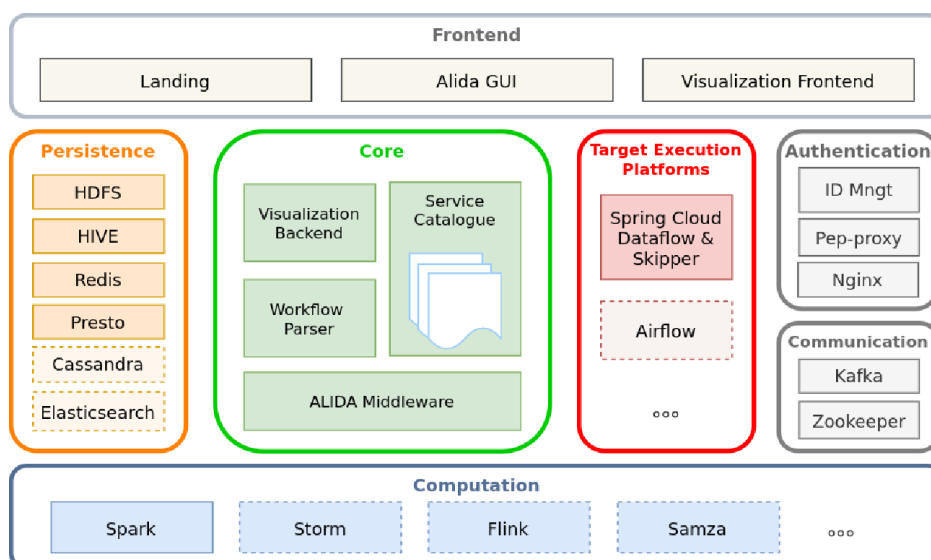 Frontend
Landing
Alida GUI
Visualization Frontend
Persistence
HDFS
HIVE
Redis
Presto
Cassandra
Elasticsearch
Core
Visualization
Backend
Service
Catalogue
Workflow
Parser
ALIDA Middleware
Target Execution
Platforms
Spring Cloud
Dataflow &
Skipper
Airflow
Authentication
ID Mngt
Pep-proxy
Nginx
Communication
Kafka
Zookeeper
Computation
Spark
Storm
Flink
Samza